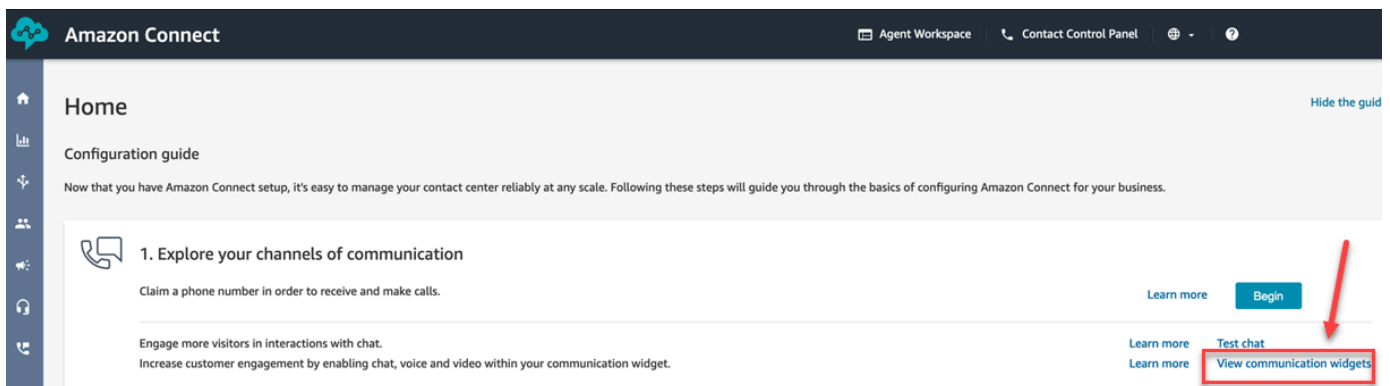 Amazon Connect
Agent Workspace
Contact Control Panel
Home
Hide the guid
Configuration guide
Now that you have Amazon Connect setup, it's easy to manage your contact center reliably at any scale. Following these steps will guide you through the basics of configuring Amazon Connect for your business.
1. Explore your channels of communication
Claim a phone number in order to receive and make calls.
Learn more
Begin
Engage more visitors in interactions with chat.
Learn more
Test chat
Increase customer engagement by enabling chat, voice and video within your communication widget.
Learn more
View communication widgets